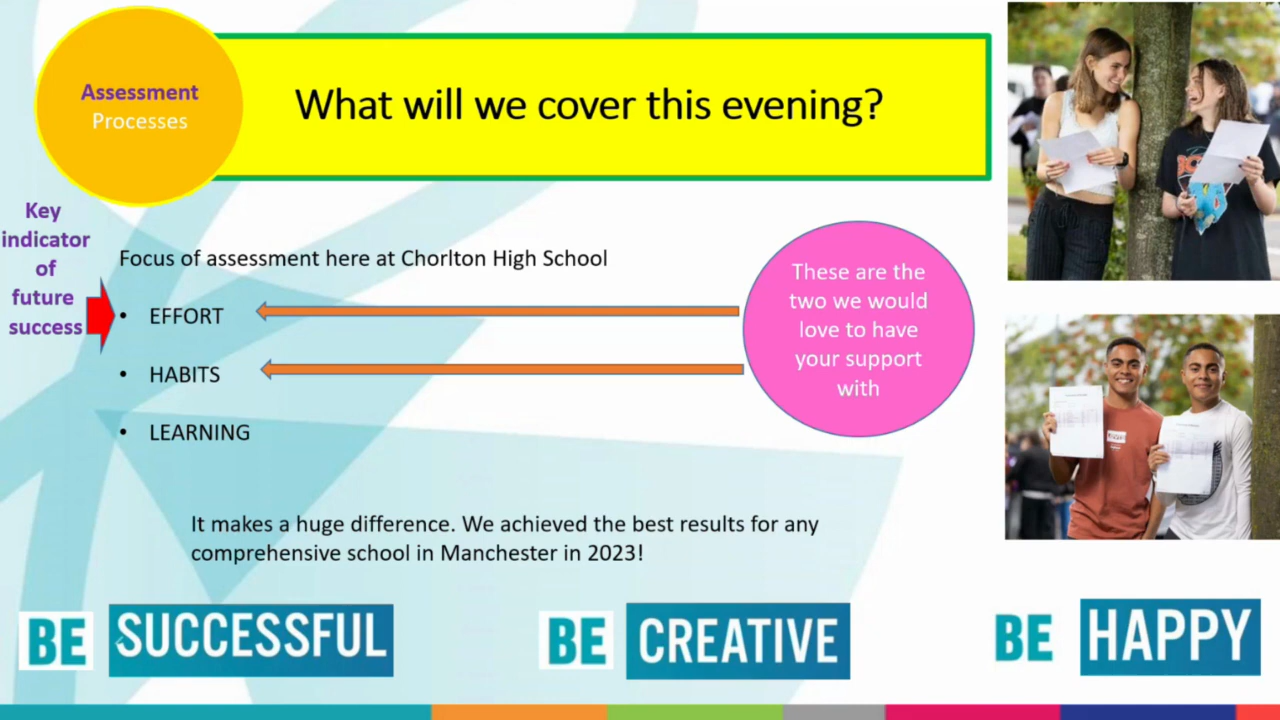 Assessment
Processes
What will we cover this evening?
Key
indicator
of
future
success
Focus of assessment here at Chorlton High School
• EFFORT
• HABITS
• LEARNING
These are the
two we would
love to have
your support
with
It makes a huge difference. We achieved the best results for any
comprehensive school in Manchester in 2023!
BE SUCCESSFUL
BE CREATIVE
BE HAPPY